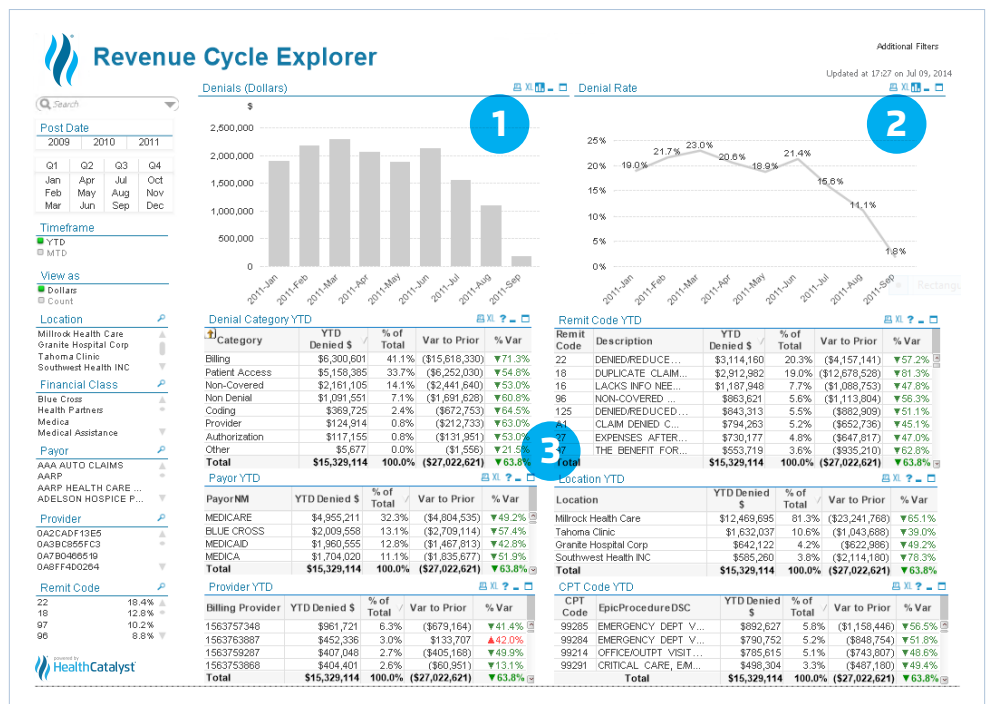 Revenue Cycle Explorer
Additional Filters
Updated at 17:27 on Jul 09, 2014
Search
Post Date
2009 2010 2011
Q1 Q2 Q3 Q4
Jan Apr Jul Oct
Feb May Aug Nov
Mar Jun Sep Dec
Timeframe
YTD
MTD
View as
Dollars
Count
Location
Millrock Health Care
Granite Hospital Corp
Tahoma Clinic
Southwest Health INC
Financial Class
Blue Cross
Health Partners
Medica
Medical Assistance
Payor
AAA AUTO CLAIMS
AARP
AARP HEALTH CARE ...
ADELSON HOSPICE P...
Provider
0A2CADF13E5
0A3BC855FC3
0A7B0466519
0A8FF4D0264
Remit Code
22 18.4%
18 12.8%
97 10.2%
96 8.8%
powered by
HealthCatalyst
Denials (Dollars) XL
1
$
2,500,000
2,000,000
1,500,000
1,000,000
500,000
0
2011-Jan 2011-Feb 2011-Mar 2011-Apr 2011-May 2011-Jun 2011-Jul 2011-Aug 2011-Sep
Denial Rate XL
2
25%
20%
15%
10%
5%
0%
19.0% 21.7% 23.0% 20.6% 18.9% 21.4% 15.6% 11.1% 1.8%
2011-Jan 2011-Feb 2011-Mar 2011-Apr 2011-May 2011-Jun 2011-Jul 2011-Aug 2011-Sep
Rectangu
Denial Category YTD XL ?
Category YTD Denied $ % of Total Var to Prior % Var
Billing $6,300,601 41.1% ($15,618,330) ▼71.3%
Patient Access $5,158,385 33.7% ($6,252,030) ▼54.8%
Non-Covered $2,161,105 14.1% ($2,441,640) ▼53.0%
Non Denial $1,091,551 7.1% ($1,691,628) ▼60.8%
Coding $369,725 2.4% ($672,753) ▼64.5%
Provider $124,914 0.8% ($212,733) ▼63.0%
Authorization $117,155 0.8% ($131,951) ▼53.0%
Other $5,677 0.0% ($1,556) ▼21.5%
Total $15,329,114 100.0% ($27,022,621) ▼63.8%
3
Remit Code YTD XL ?
Remit Code Description YTD Denied $ % of Total Var to Prior % Var
22 DENIED/REDUCE... $3,114,160 20.3% ($4,157,141) ▼57.2%
18 DUPLICATE CLAIM... $2,912,982 19.0% ($12,678,528) ▼81.3%
16 LACKS INFO NEE... $1,187,948 7.7% ($1,088,753) ▼47.8%
96 NON-COVERED ... $863,621 5.6% ($1,113,804) ▼56.3%
125 DENIED/REDUCED... $843,313 5.5% ($882,909) ▼51.1%
A1 CLAIM DENIED C... $794,263 5.2% ($652,736) ▼45.1%
27 EXPENSES AFTER... $730,177 4.8% ($647,817) ▼47.0%
97 THE BENEFIT FOR... $553,719 3.6% ($935,210) ▼62.8%
Total $15,329,114 100.0% ($27,022,621) ▼63.8%
Payor YTD XL ?
PayorNM YTD Denied $ % of Total Var to Prior % Var
MEDICARE $4,955,211 32.3% ($4,804,535) ▼49.2%
BLUE CROSS $2,009,558 13.1% ($2,709,114) ▼57.4%
MEDICAID $1,960,555 12.8% ($1,467,813) ▼42.8%
MEDICA $1,704,020 11.1% ($1,835,677) ▼51.9%
Total $15,329,114 100.0% ($27,022,621) ▼63.8%
Location YTD XL ?
Location YTD Denied $ % of Total Var to Prior % Var
Millrock Health Care $12,469,695 81.3% ($23,241,768) ▼65.1%
Tahoma Clinic $1,632,037 10.6% ($1,043,688) ▼39.0%
Granite Hospital Corp $642,122 4.2% ($622,986) ▼49.2%
Southwest Health INC $585,260 3.8% ($2,114,180) ▼78.3%
Total $15,329,114 100.0% ($27,022,621) ▼63.8%
Provider YTD XL ?
Billing Provider YTD Denied $ % of Total Var to Prior % Var
1563757348 $961,721 6.3% ($679,164) ▼41.4%
1563763887 $452,336 3.0% $133,707 ▲42.0%
1563759287 $407,048 2.7% ($405,168) ▼49.9%
1563753868 $404,401 2.6% ($60,951) ▼13.1%
Total $15,329,114 100.0% ($27,022,621) ▼63.8%
CPT Code YTD XL ?
CPT Code EpicProcedureDSC YTD Denied $ % of Total Var to Prior % Var
99285 EMERGENCY DEPT V... $892,627 5.8% ($1,158,446) ▼56.5%
99284 EMERGENCY DEPT V... $790,752 5.2% ($848,754) ▼51.8%
99214 OFFICE/OUTPT VISIT... $785,615 5.1% ($743,807) ▼48.6%
99291 CRITICAL CARE, E/M... $498,304 3.3% ($487,180) ▼49.4%
Total $15,329,114 100.0% ($27,022,621) ▼63.8%